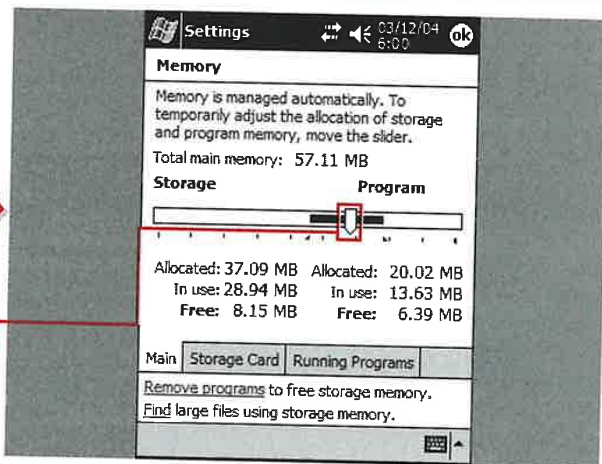 Settings 03/12/04 6:00 ok
Memory
Memory is managed automatically. To
temporarily adjust the allocation of storage
and program memory, move the slider.
Total main memory: 57.11 MB
Storage Program
Allocated: 37.09 MB Allocated: 20.02 MB
In use: 28.94 MB In use: 13.63 MB
Free: 8.15 MB Free: 6.39 MB
Main Storage Card Running Programs
Remove programs to free storage memory.
Find large files using storage memory.